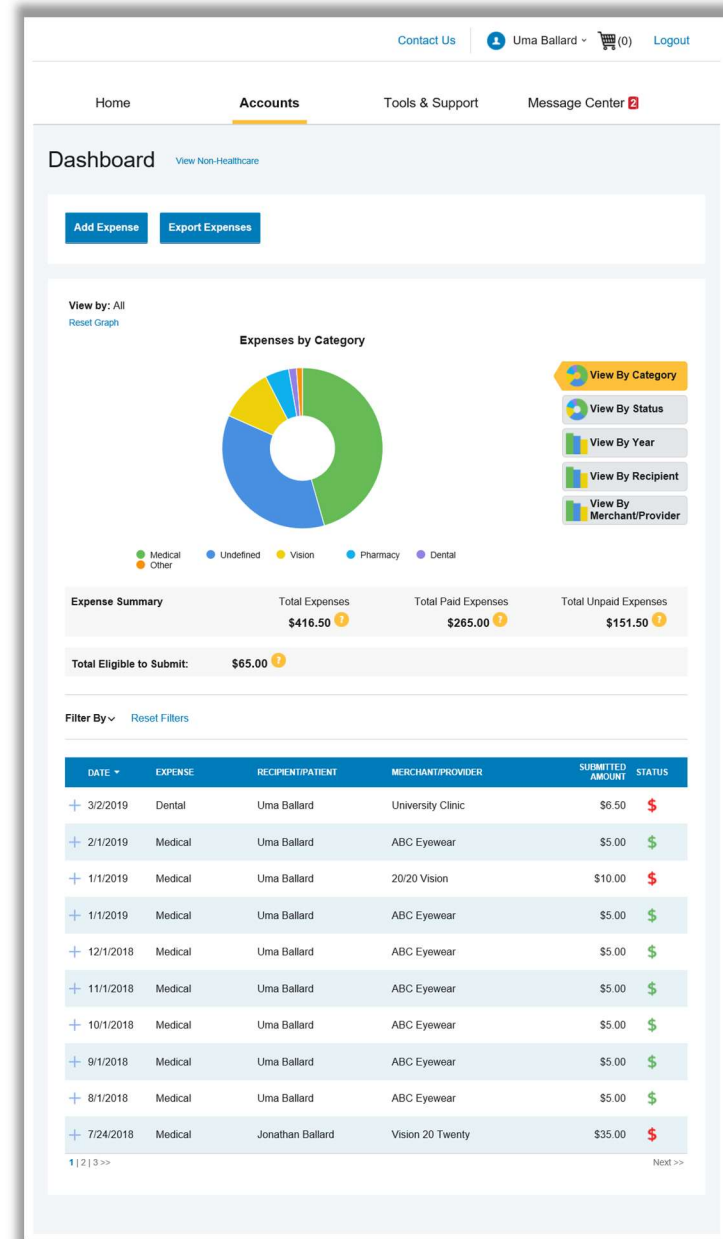 Contact Us Uma Ballard (0) Logout
Home Accounts Tools & Support Message Center 2
Dashboard View Non-Healthcare
Add Expense Export Expenses
View by: All
Reset Graph
Expenses by Category
View By Category
View By Status
View By Year
View By Recipient
View By
Merchant/Provider
Medical Undefined Vision Pharmacy Dental
Other
Expense Summary Total Expenses Total Paid Expenses Total Unpaid Expenses
$416.50 ? $265.00 ? $151.50 ?
Total Eligible to Submit: $65.00 ?
Filter By Reset Filters
DATE EXPENSE RECIPIENT/PATIENT MERCHANT/PROVIDER SUBMITTED AMOUNT STATUS
+ 3/2/2019 Dental Uma Ballard University Clinic $6.50 $
+ 2/1/2019 Medical Uma Ballard ABC Eyewear $5.00 $
+ 1/1/2019 Medical Uma Ballard 20/20 Vision $10.00 $
+ 1/1/2019 Medical Uma Ballard ABC Eyewear $5.00 $
+ 12/1/2018 Medical Uma Ballard ABC Eyewear $5.00 $
+ 11/1/2018 Medical Uma Ballard ABC Eyewear $5.00 $
+ 10/1/2018 Medical Uma Ballard ABC Eyewear $5.00 $
+ 9/1/2018 Medical Uma Ballard ABC Eyewear $5.00 $
+ 8/1/2018 Medical Uma Ballard ABC Eyewear $5.00 $
+ 7/24/2018 Medical Jonathan Ballard Vision 20 Twenty $35.00 $
1 | 2 | 3 >> Next >>